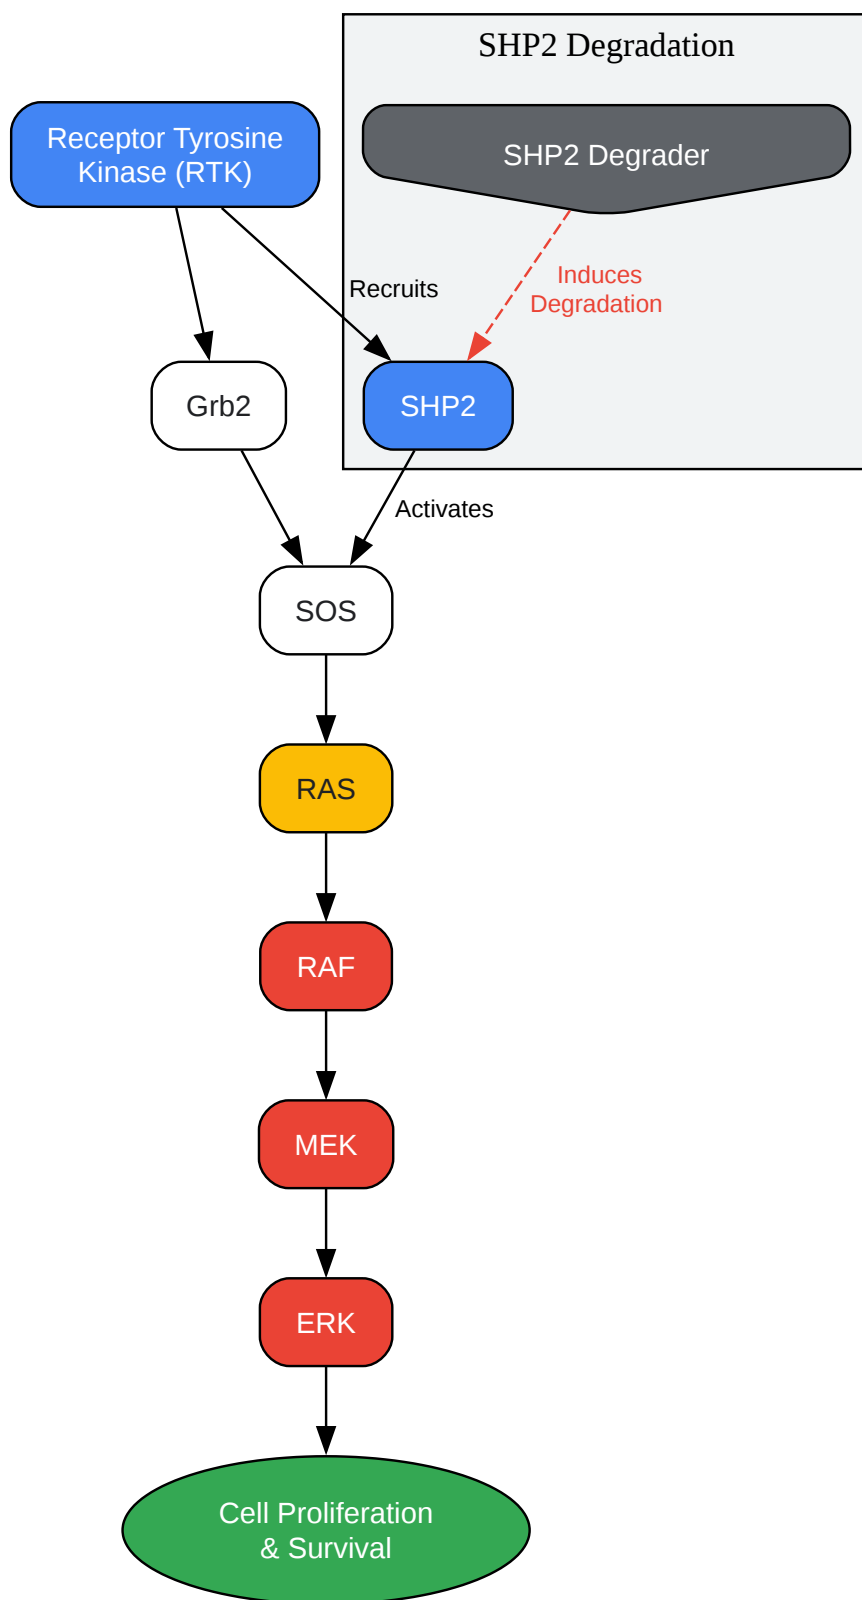 SHP2 Degradation
Receptor Tyrosine
Kinase (RTK)
SHP2 Degrader
Recruits
Induces
Degradation
Grb2
SHP2
Activates
SOS
RAS
RAF
MEK
ERK
Cell Proliferation
& Survival